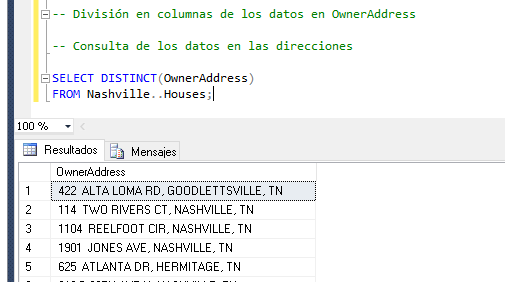 -- División en columnas de los datos en OwnerAddress
-- Consulta de los datos en las direcciones
SELECT DISTINCT(OwnerAddress)
FROM Nashville..Houses;
100 %
Resultados Mensajes
OwnerAddress
1 422 ALTA LOMA RD, GOODLETTSVILLE, TN
2 114 TWO RIVERS CT, NASHVILLE, TN
3 1104 REELFOOT CIR, NASHVILLE, TN
4 1901 JONES AVE, NASHVILLE, TN
5 625 ATLANTA DR, HERMITAGE, TN